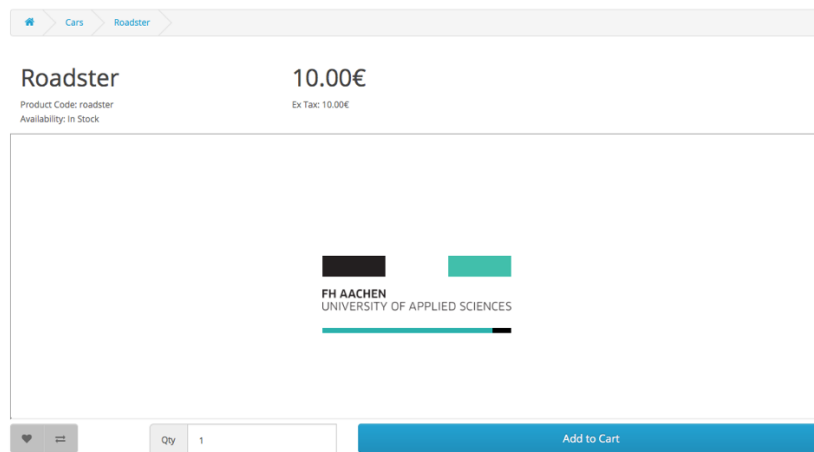 Cars Roadster
Roadster 10.00€
Product Code: roadster Ex Tax: 10.00€
Availability: In Stock
FH AACHEN
UNIVERSITY OF APPLIED SCIENCES
Qty 1 Add to Cart